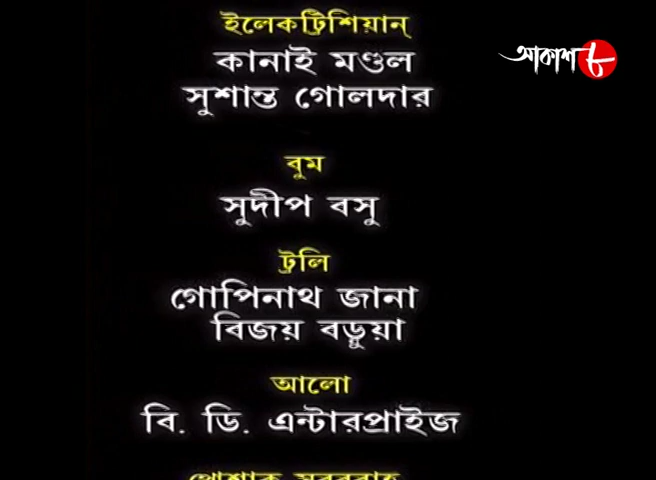 ইলেকট্রিশিয়ান্
কানাই মণ্ডল
সুশান্ত গোলদার
আকাশ ৮
বুম
সুদীপ বসু
ট্রলি
গোপিনাথ জানা
বিজয় বড়ুয়া
আলো
বি. ডি. এন্টারপ্রাইজ